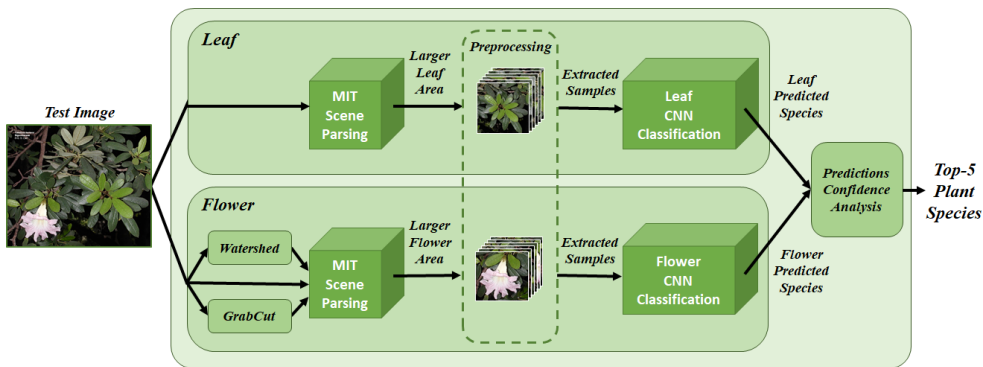 Test Image
Leaf
MIT
Scene
Parsing
Larger
Leaf
Area
Preprocessing
Extracted
Samples
Leaf
CNN
Classification
Leaf
Predicted
Species
Flower
Watershed
GrabCut
MIT
Scene
Parsing
Larger
Flower
Area
Extracted
Samples
Flower
CNN
Classification
Flower
Predicted
Species
Predictions
Confidence
Analysis
Top-5
Plant
Species